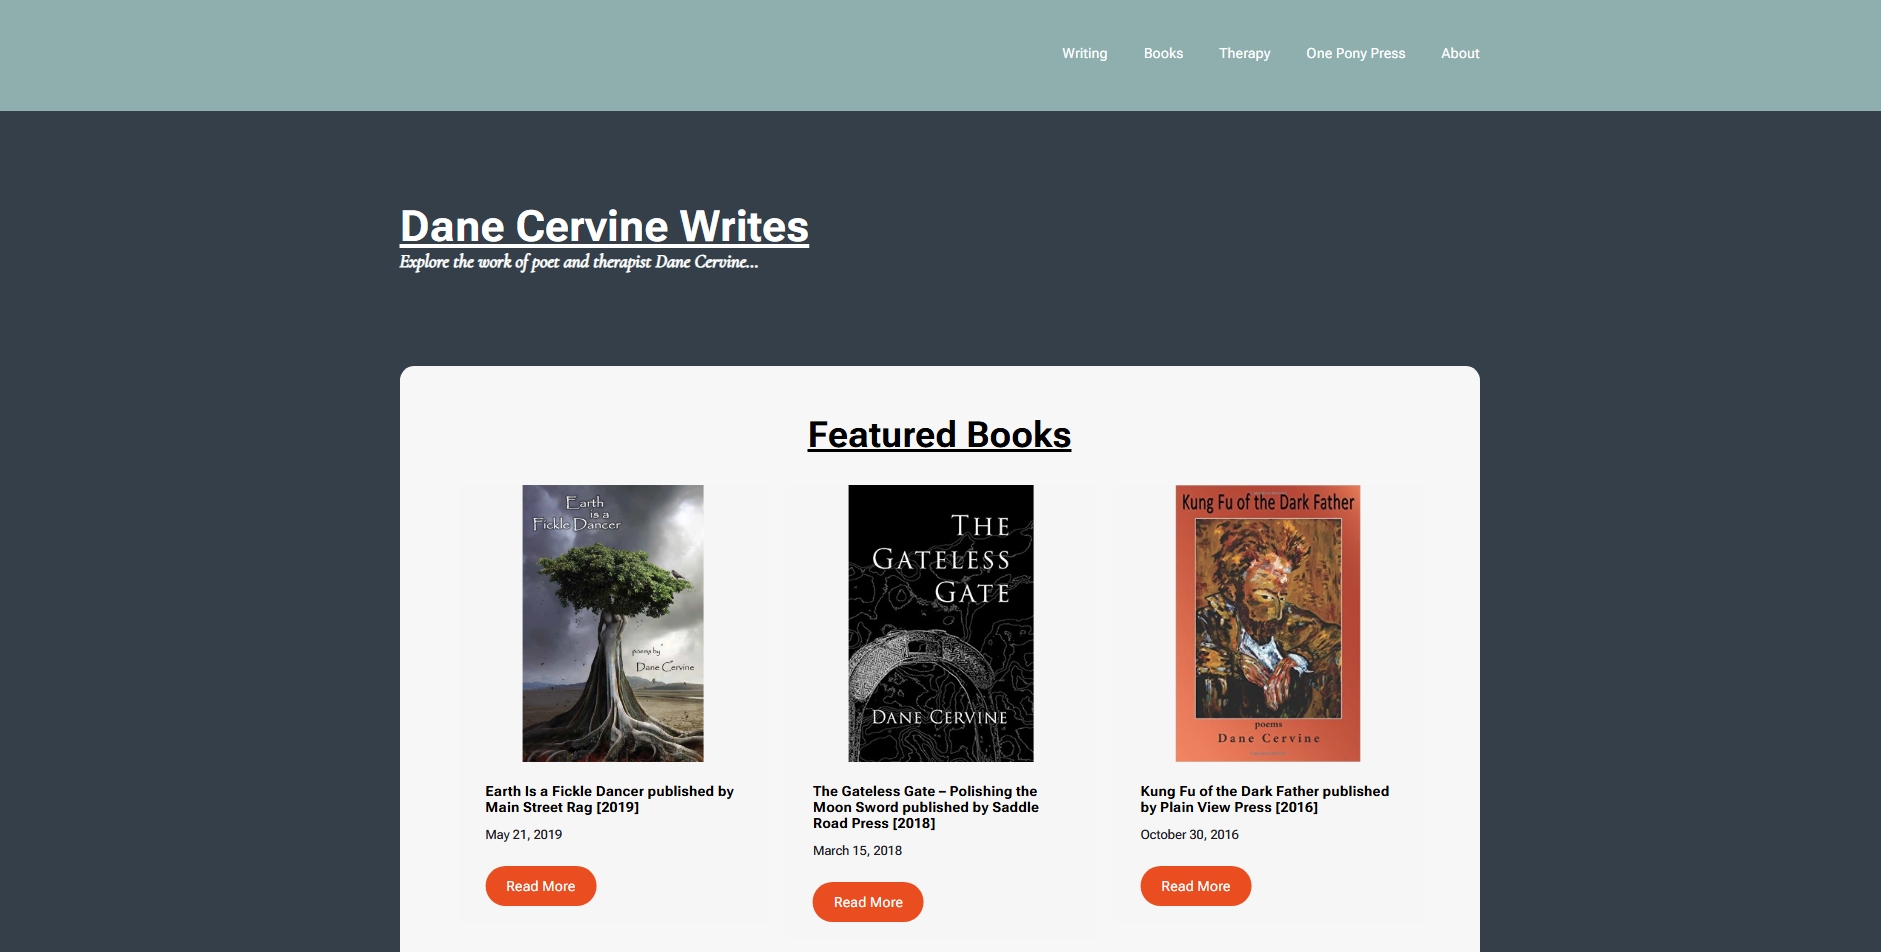 Writing Books Therapy One Pony Press About
Dane Cervine Writes
Explore the work of poet and therapist Dane Cervine...
Featured Books
Earth
is a
Fickle Dancer
poems by
Dane Cervine
THE
GATELESS
GATE
DANE CERVINE
Kung Fu of the Dark Father
poems
Dane Cervine
Earth Is a Fickle Dancer published by
Main Street Rag [2019]
May 21, 2019
Read More
The Gateless Gate – Polishing the
Moon Sword published by Saddle
Road Press [2018]
March 15, 2018
Read More
Kung Fu of the Dark Father published
by Plain View Press [2016]
October 30, 2016
Read More